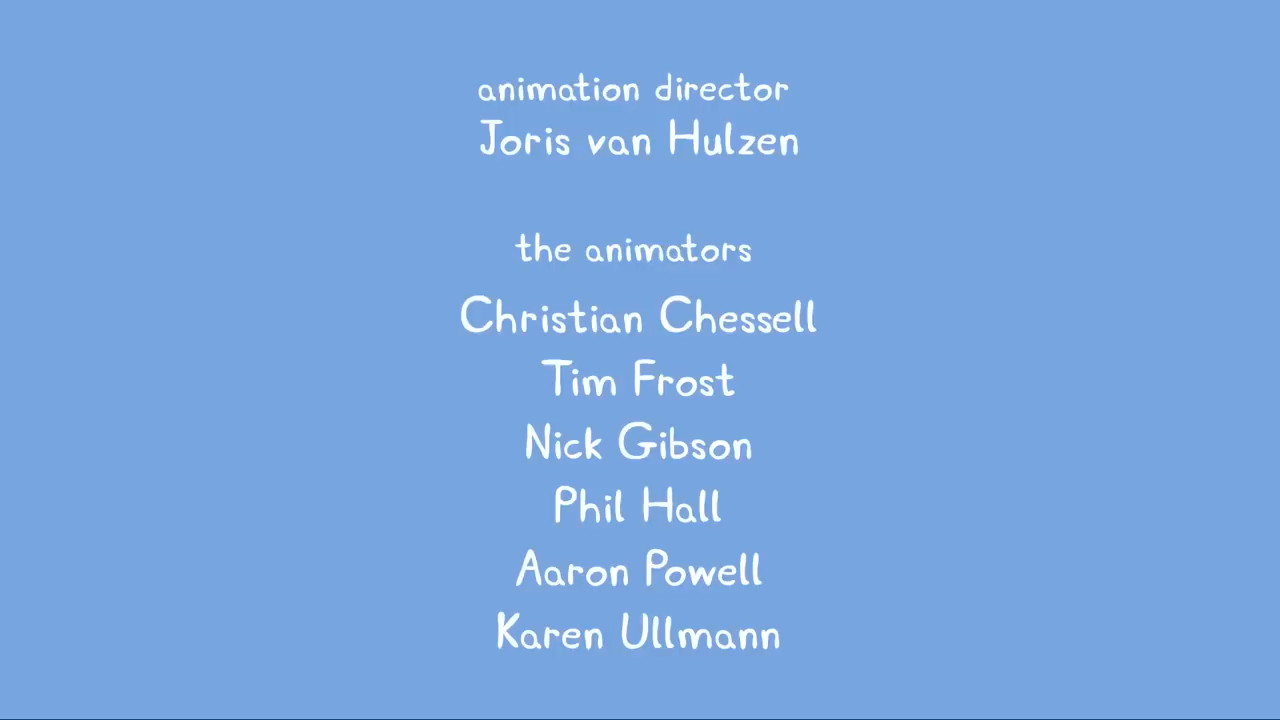 animation director
Joris van Hulzen
the animators
Christian Chessell
Tim Frost
Nick Gibson
Phil Hall
Aaron Powell
Karen Ullmann